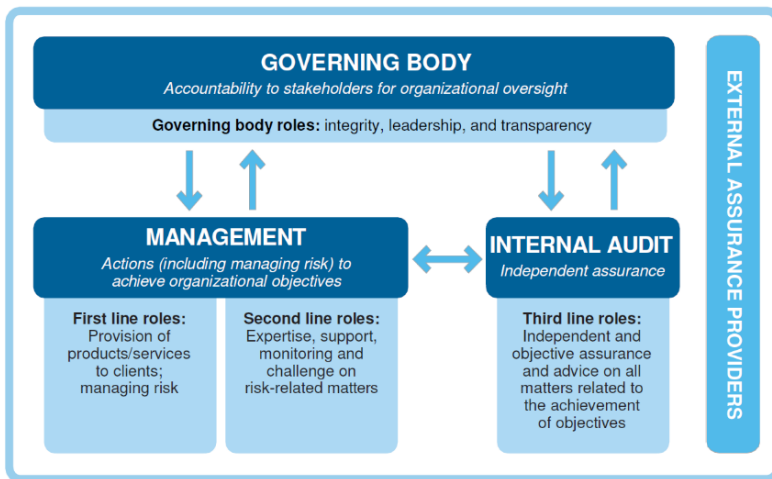 GOVERNING BODY
Accountability to stakeholders for organizational oversight
Governing body roles: integrity, leadership, and transparency
MANAGEMENT
Actions (including managing risk) to
achieve organizational objectives
First line roles:
Provision of
products/services
to clients;
managing risk
Second line roles:
Expertise, support,
monitoring and
challenge on
risk-related matters
INTERNAL AUDIT
Independent assurance
Third line roles:
Independent and
objective assurance
and advice on all
matters related to
the achievement
of objectives
EXTERNAL ASSURANCE PROVIDERS